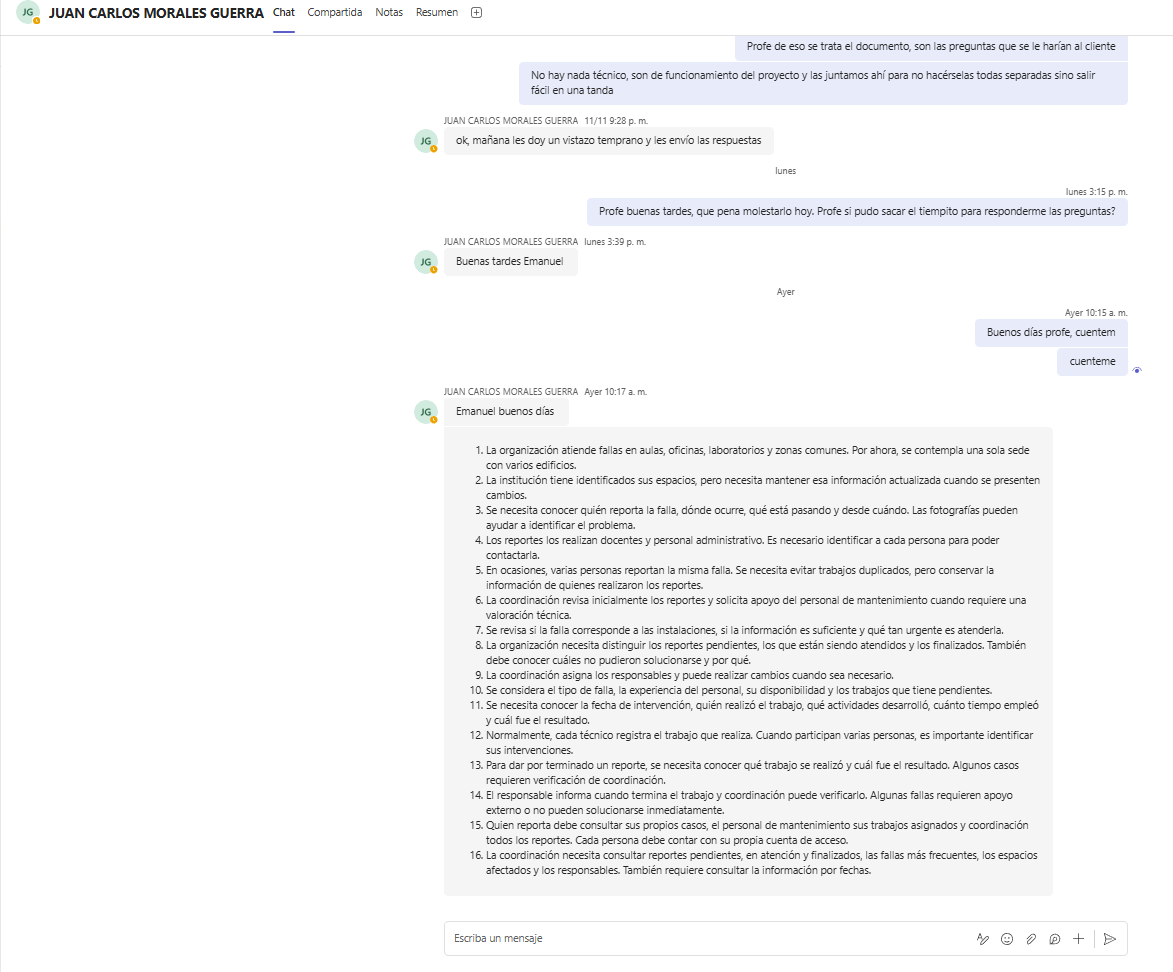 JG JUAN CARLOS MORALES GUERRA Chat Compartida Notas Resumen
Profe de eso se trata el documento, son las preguntas que se le harían al cliente
No hay nada técnico, son de funcionamiento del proyecto y las juntamos ahí para no hacérselas todas separadas sino salir
fácil en una tanda
JUAN CARLOS MORALES GUERRA 11/11 9:28 p. m.
JG
ok, mañana les doy un vistazo temprano y les envío las respuestas
lunes
lunes 3:15 p. m.
Profe buenas tardes, que pena molestarlo hoy. Profe si pudo sacar el tiempito para responderme las preguntas?
JUAN CARLOS MORALES GUERRA lunes 3:39 p. m.
JG
Buenas tardes Emanuel
Ayer
Ayer 10:15 a. m.
Buenos días profe, cuentem
cuenteme
JUAN CARLOS MORALES GUERRA Ayer 10:17 a. m.
JG
Emanuel buenos días
1. La organización atiende fallas en aulas, oficinas, laboratorios y zonas comunes. Por ahora, se contempla una sola sede
con varios edificios.
2. La institución tiene identificados sus espacios, pero necesita mantener esa información actualizada cuando se presenten
cambios.
3. Se necesita conocer quién reporta la falla, dónde ocurre, qué está pasando y desde cuándo. Las fotografías pueden
ayudar a identificar el problema.
4. Los reportes los realizan docentes y personal administrativo. Es necesario identificar a cada persona para poder
contactarla.
5. En ocasiones, varias personas reportan la misma falla. Se necesita evitar trabajos duplicados, pero conservar la
información de quienes realizaron los reportes.
6. La coordinación revisa inicialmente los reportes y solicita apoyo del personal de mantenimiento cuando requiere una
valoración técnica.
7. Se revisa si la falla corresponde a las instalaciones, si la información es suficiente y qué tan urgente es atenderla.
8. La organización necesita distinguir los reportes pendientes, los que están siendo atendidos y los finalizados. También
debe conocer cuáles no pudieron solucionarse y por qué.
9. La coordinación asigna los responsables y puede realizar cambios cuando sea necesario.
10. Se considera el tipo de falla, la experiencia del personal, su disponibilidad y los trabajos que tiene pendientes.
11. Se necesita conocer la fecha de intervención, quién realizó el trabajo, qué actividades desarrolló, cuánto tiempo empleó
y cuál fue el resultado.
12. Normalmente, cada técnico registra el trabajo que realiza. Cuando participan varias personas, es importante identificar
sus intervenciones.
13. Para dar por terminado un reporte, se necesita conocer qué trabajo se realizó y cuál fue el resultado. Algunos casos
requieren verificación de coordinación.
14. El responsable informa cuando termina el trabajo y coordinación puede verificarlo. Algunas fallas requieren apoyo
externo o no pueden solucionarse inmediatamente.
15. Quien reporta debe consultar sus propios casos, el personal de mantenimiento sus trabajos asignados y coordinación
todos los reportes. Cada persona debe contar con su propia cuenta de acceso.
16. La coordinación necesita consultar reportes pendientes, en atención y finalizados, las fallas más frecuentes, los espacios
afectados y los responsables. También requiere consultar la información por fechas.
Escriba un mensaje